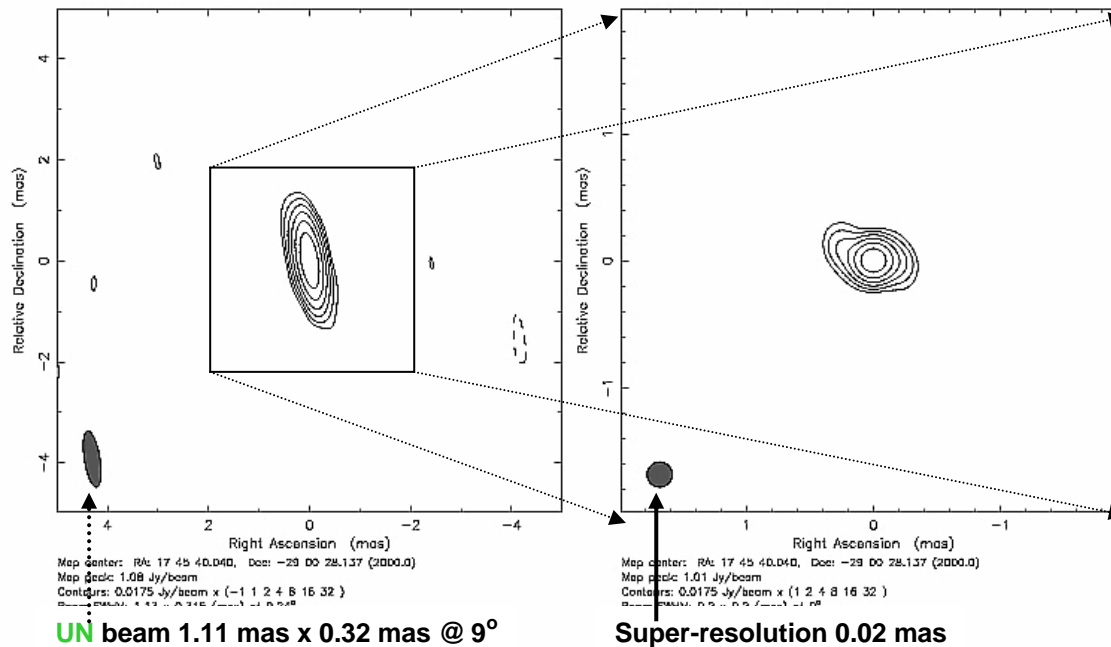 4
2
0
-2
-4
Relative Declination (mas)
4 2 0 -2 -4
Right Ascension (mas)
Map center: RA: 17 45 40.040, Dec: -29 00 28.137 (2000.0)
Map peak: 1.08 Jy/beam
Contours: 0.0175 Jy/beam x (-1 1 2 4 8 16 32 )
UN beam 1.11 mas x 0.32 mas @ 9°
1
0
-1
Relative Declination (mas)
1 0 -1
Right Ascension (mas)
Map center: RA: 17 45 40.040, Dec: -29 00 28.137 (2000.0)
Map peak: 1.01 Jy/beam
Contours: 0.0175 Jy/beam x (1 2 4 8 16 32 )
Super-resolution 0.02 mas